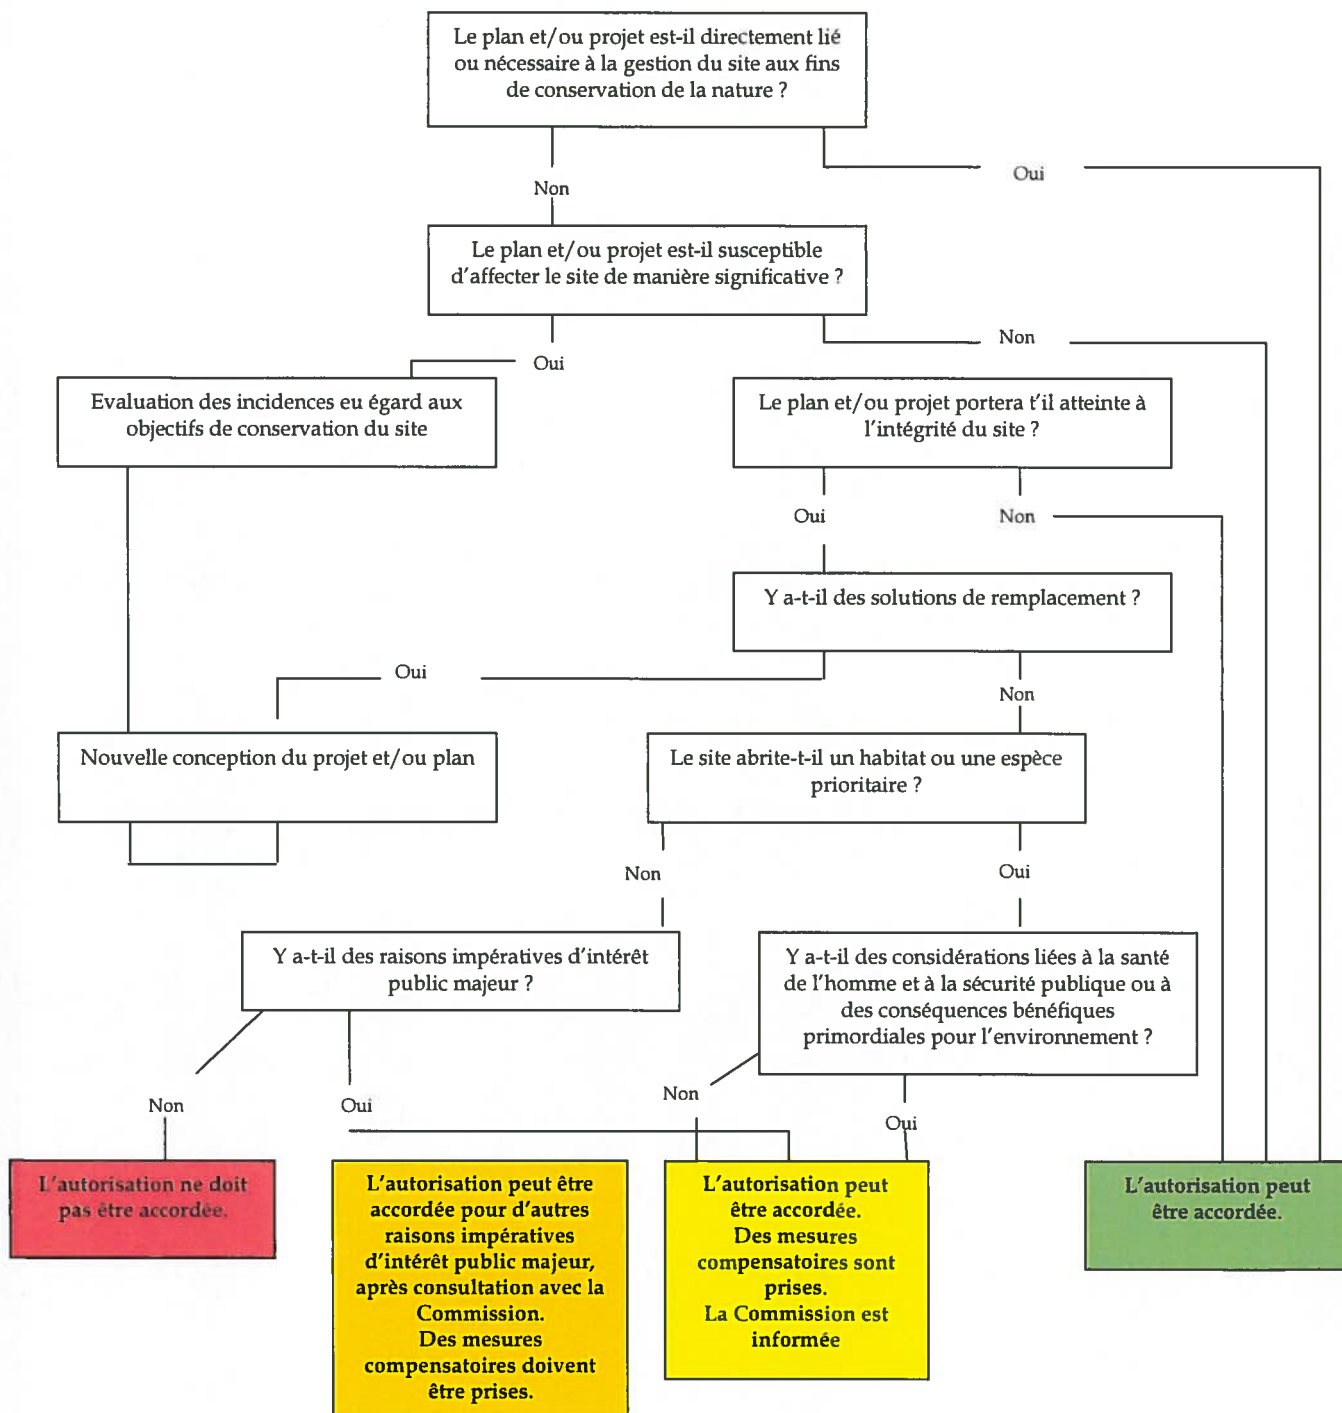 Le plan et/ou projet est-il directement lié
ou nécessaire à la gestion du site aux fins
de conservation de la nature ?
Oui
Non
Le plan et/ou projet est-il susceptible
d'affecter le site de manière significative ?
Non
Oui
Evaluation des incidences eu égard aux
objectifs de conservation du site
Le plan et/ou projet portera t'il atteinte à
l'intégrité du site ?
Oui
Non
Y a-t-il des solutions de remplacement ?
Oui
Non
Nouvelle conception du projet et/ou plan
Le site abrite-t-il un habitat ou une espèce
prioritaire ?
Non
Oui
Y a-t-il des raisons impératives d'intérêt
public majeur ?
Y a-t-il des considérations liées à la santé
de l'homme et à la sécurité publique ou à
des conséquences bénéfiques
primordiales pour l'environnement ?
Non
Oui
Non
Oui
L'autorisation ne doit
pas être accordée.
L'autorisation peut être
accordée pour d'autres
raisons impératives
d'intérêt public majeur,
après consultation avec la
Commission.
Des mesures
compensatoires doivent
être prises.
L'autorisation peut
être accordée.
Des mesures
compensatoires sont
prises.
La Commission est
informée
L'autorisation peut
être accordée.